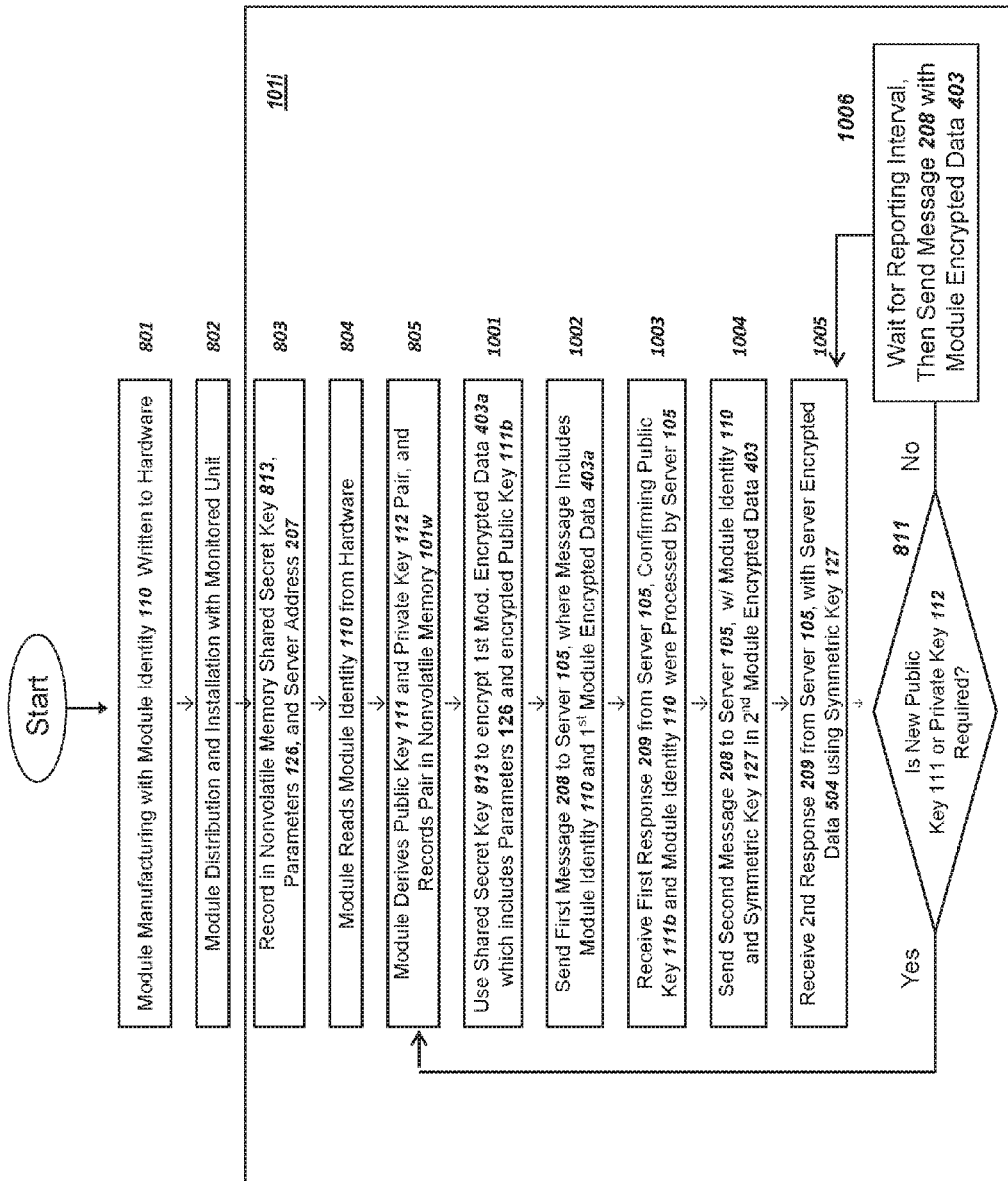 Start
Module Manufacturing with Module Identity 110 Written to Hardware
801
Module Distribution and Installation with Monitored Unit
802
101i
Record in Nonvolatile Memory Shared Secret Key 813,
Parameters 126, and Server Address 207
803
Module Reads Module Identity 110 from Hardware
804
Module Derives Public Key 111 and Private Key 112 Pair, and
Records Pair in Nonvolatile Memory 101w
805
Use Shared Secret Key 813 to encrypt 1st Mod. Encrypted Data 403a
which includes Parameters 126 and encrypted Public Key 111b
1001
Send First Message 208 to Server 105, where Message Includes
Module Identity 110 and 1st Module Encrypted Data 403a
1002
Receive First Response 209 from Server 105, Confirming Public
Key 111b and Module Identity 110 were Processed by Server 105
1003
Send Second Message 208 to Server 105, w/ Module Identity 110
and Symmetric Key 127 in 2nd Module Encrypted Data 403
1004
Receive 2nd Response 209 from Server 105, with Server Encrypted
Data 504 using Symmetric Key 127
1005
Is New Public
Key 111 or Private Key 112
Required?
811
Yes
No
Wait for Reporting Interval,
Then Send Message 208 with
Module Encrypted Data 403
1006